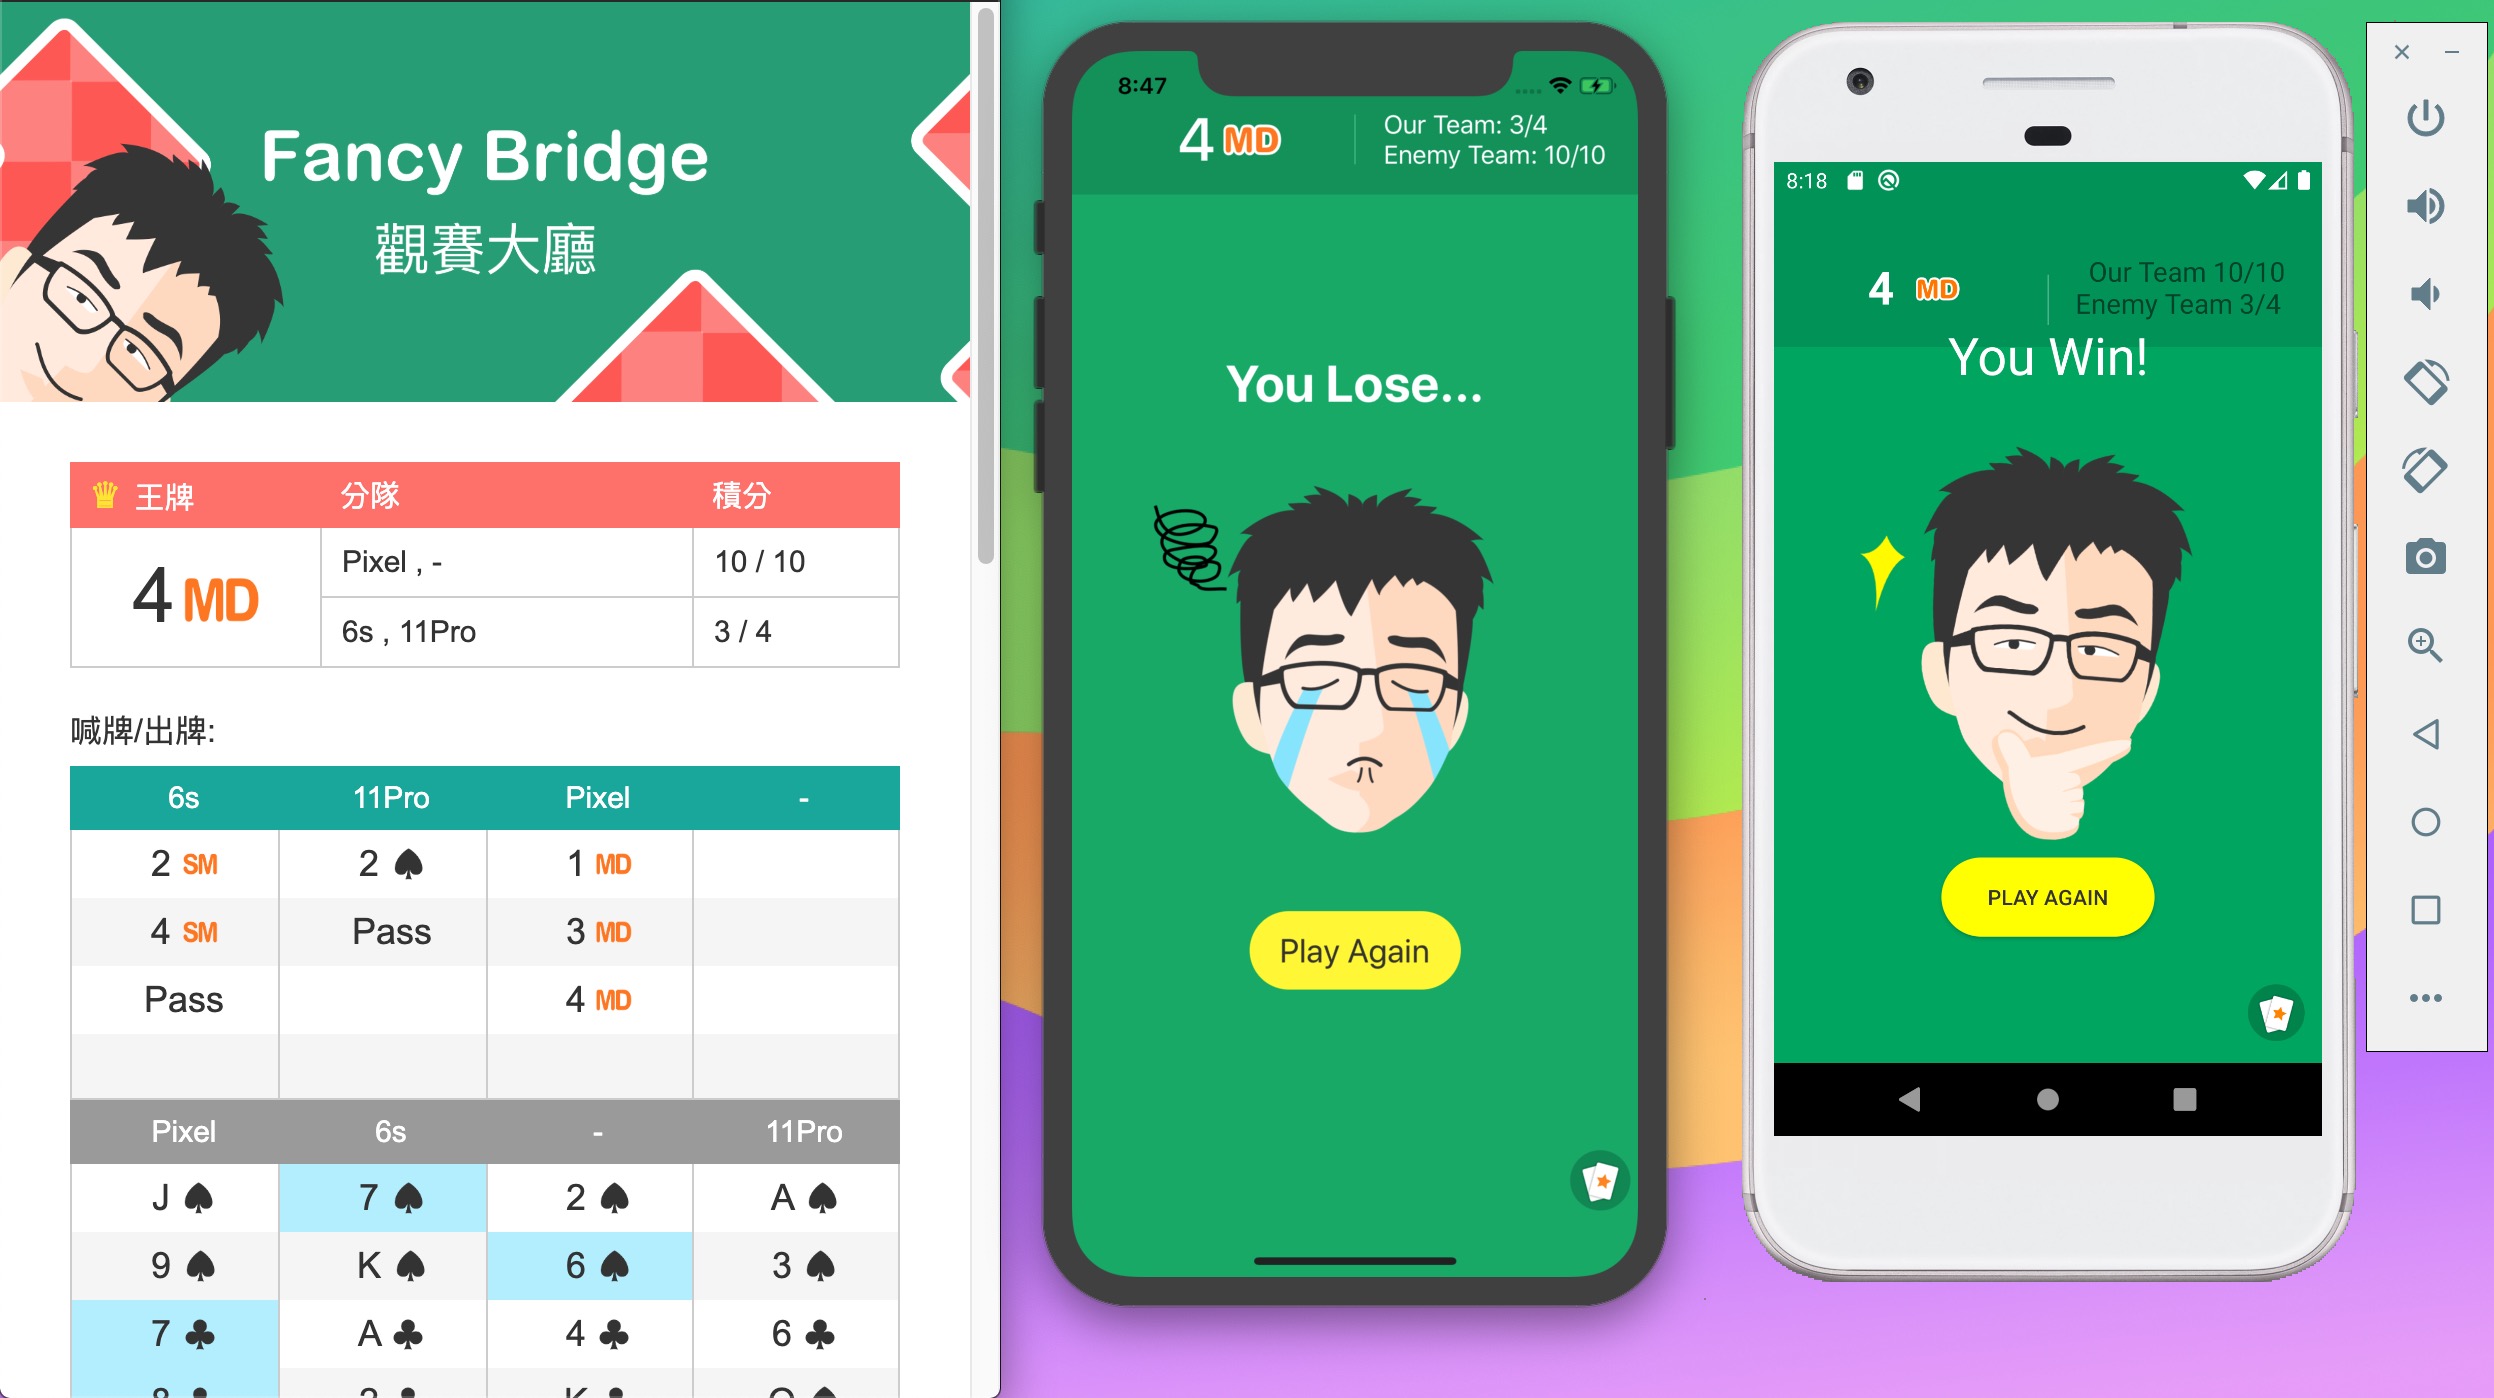 Fancy Bridge
觀賽大廳
王牌 分隊 積分
4 MD
Pixel , - 10 / 10
6s , 11Pro 3 / 4
喊牌/出牌:
6s 11Pro Pixel -
2 SM 2 ♠ 1 MD
4 SM Pass 3 MD
Pass 4 MD
Pixel 6s - 11Pro
J ♠ 7 ♠ 2 ♠ A ♠
9 ♠ K ♠ 6 ♠ 3 ♠
7 ♣ A ♣ 4 ♣ 6 ♣
8:47
4 MD
Our Team: 3/4
Enemy Team: 10/10
You Lose...
Play Again
8:18
4 MD
Our Team 10/10
Enemy Team 3/4
You Win!
PLAY AGAIN